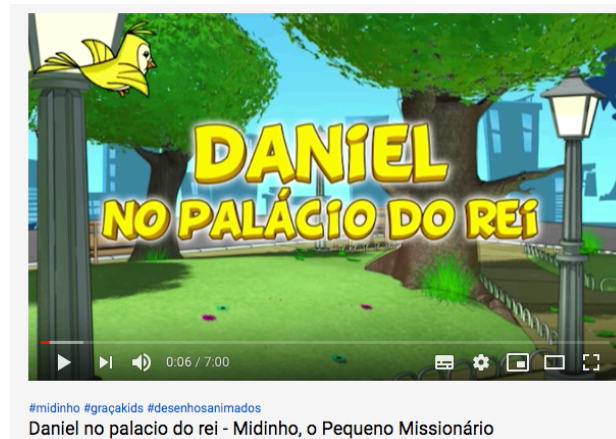 DANIEL
NO PALÁCIO DO REI
0:06 / 7:00
#midinho #graçakids #desenhosanimados
Daniel no palacio do rei - Midinho, o Pequeno Missionário